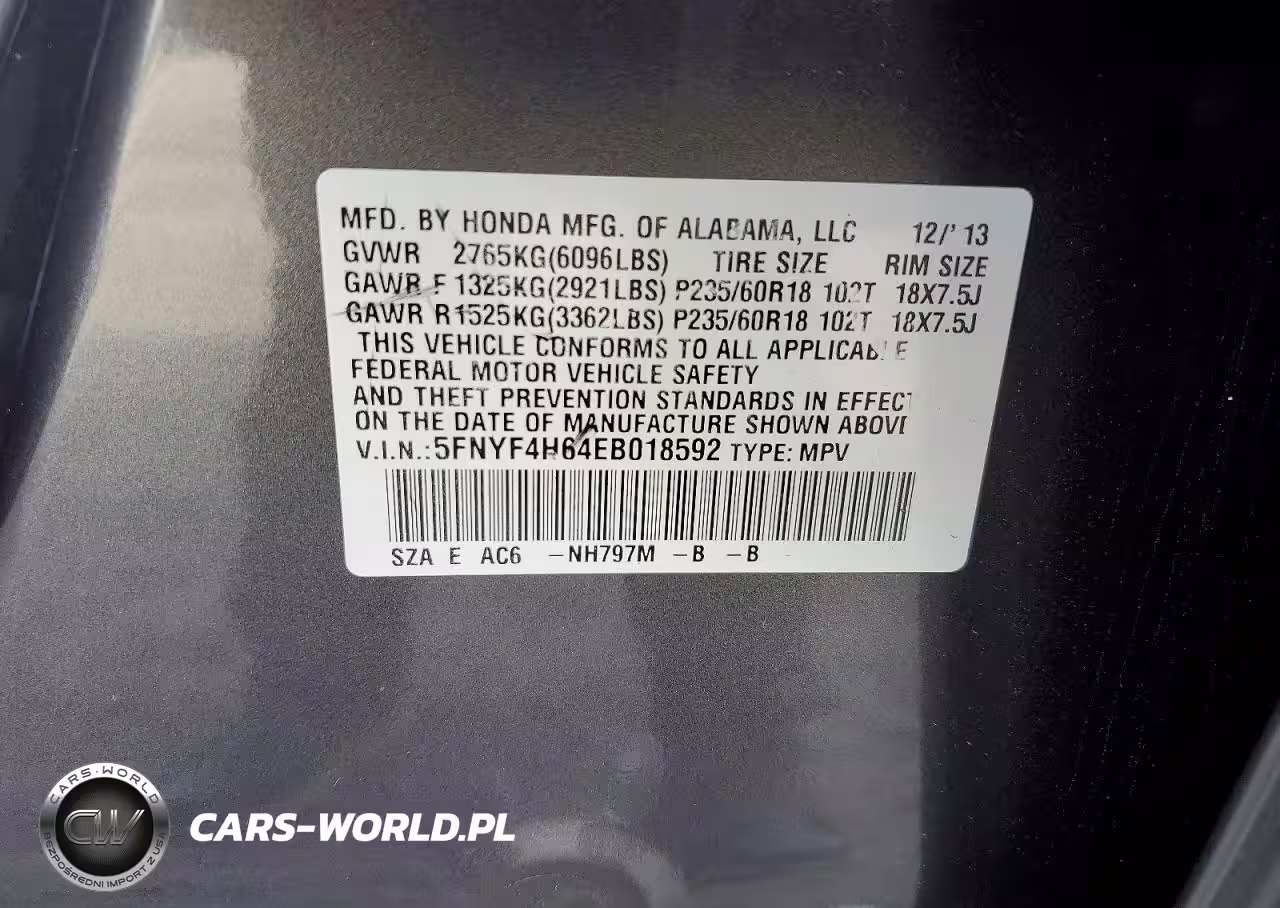 MFD. BY HONDA MFG. OF ALABAMA, LLC 12/' 13
GVWR 2765KG(6096LBS) TIRE SIZE RIM SIZE
GAWR F 1325KG(2921LBS) P235/60R18 102T 18X7.5J
GAWR R1525KG(3362LBS) P235/60R18 102T 18X7.5J
THIS VEHICLE CONFORMS TO ALL APPLICABLE
FEDERAL MOTOR VEHICLE SAFETY
AND THEFT PREVENTION STANDARDS IN EFFECT
ON THE DATE OF MANUFACTURE SHOWN ABOVE
V.I.N.:5FNYF4H64EB018592 TYPE: MPV
SZA E AC6 -NH797M -B -B
CARS-WORLD
CW
BEZPOŚREDNI IMPORT Z USA
CARS-WORLD.PL